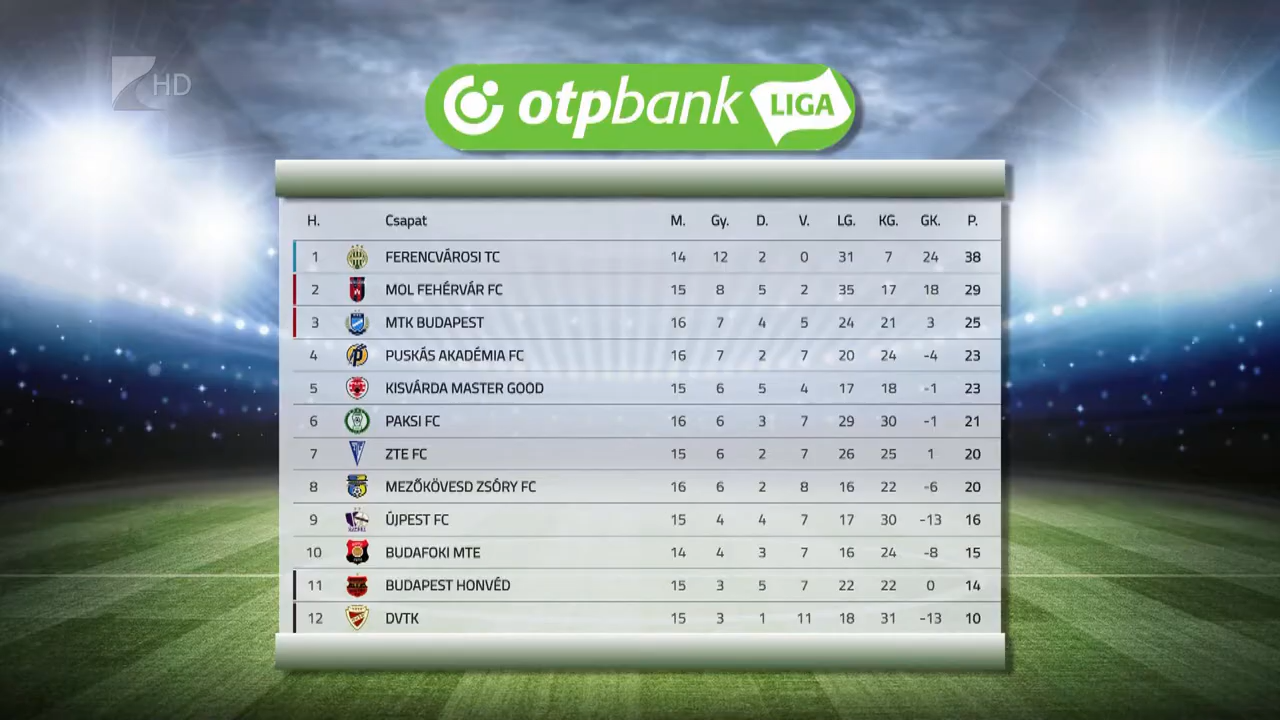 HD
otpbank LIGA
H. Csapat M. Gy. D. V. LG. KG. GK. P.
1 FERENCVÁROSI TC 14 12 2 0 31 7 24 38
2 MOL FEHÉRVÁR FC 15 8 5 2 35 17 18 29
3 MTK BUDAPEST 16 7 4 5 24 21 3 25
4 PUSKÁS AKADÉMIA FC 16 7 2 7 20 24 -4 23
5 KISVÁRDA MASTER GOOD 15 6 5 4 17 18 -1 23
6 PAKSI FC 16 6 3 7 29 30 -1 21
7 ZTE FC 15 6 2 7 26 25 1 20
8 MEZŐKÖVESD ZSÓRY FC 16 6 2 8 16 22 -6 20
9 ÚJPEST FC 15 4 4 7 17 30 -13 16
10 BUDAFOKI MTE 14 4 3 7 16 24 -8 15
11 BUDAPEST HONVÉD 15 3 5 7 22 22 0 14
12 DVTK 15 3 1 11 18 31 -13 10